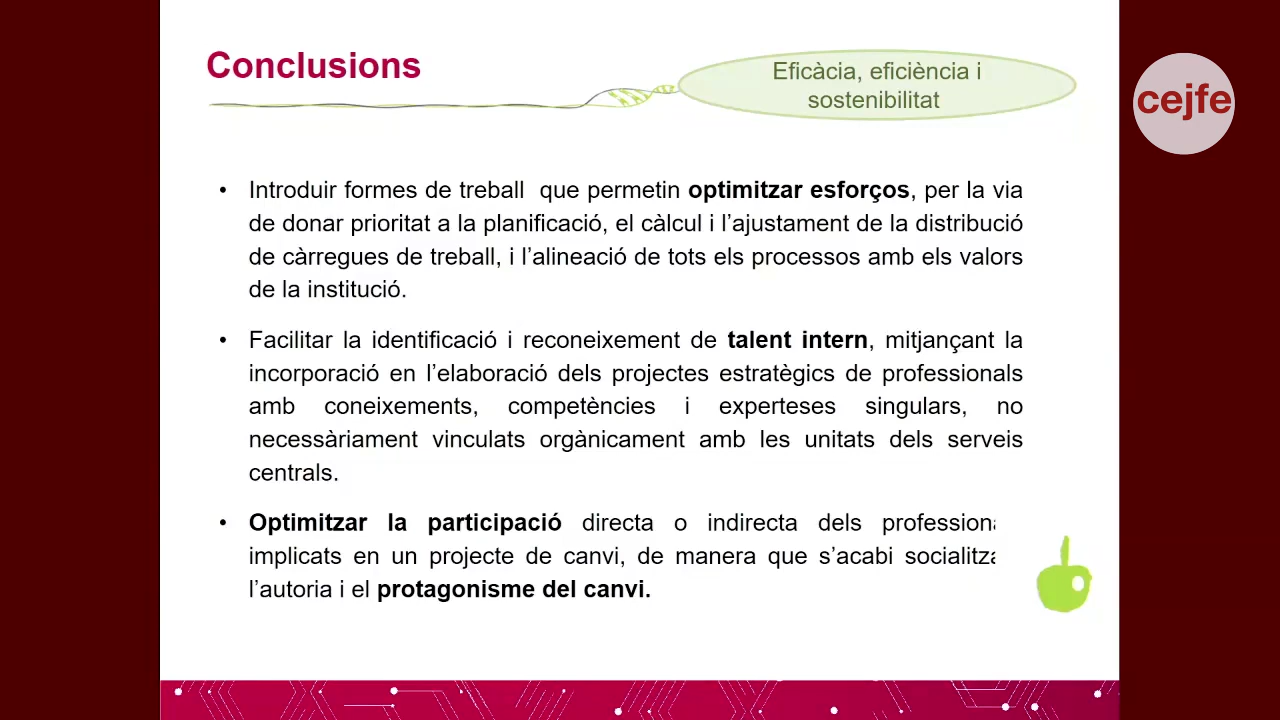 Conclusions
Eficàcia, eficiència i
sostenibilitat
cejfe
• Introduir formes de treball que permetin optimitzar esforços, per la via
de donar prioritat a la planificació, el càlcul i l’ajustament de la distribució
de càrregues de treball, i l’alineació de tots els processos amb els valors
de la institució.
• Facilitar la identificació i reconeixement de talent intern, mitjançant la
incorporació en l’elaboració dels projectes estratègics de professionals
amb coneixements, competències i experteses singulars, no
necessàriament vinculats orgànicament amb les unitats dels serveis
centrals.
• Optimitzar la participació directa o indirecta dels
implicats en un projecte de canvi, de manera que s’acabi
l’autoria i el protagonisme del canvi.